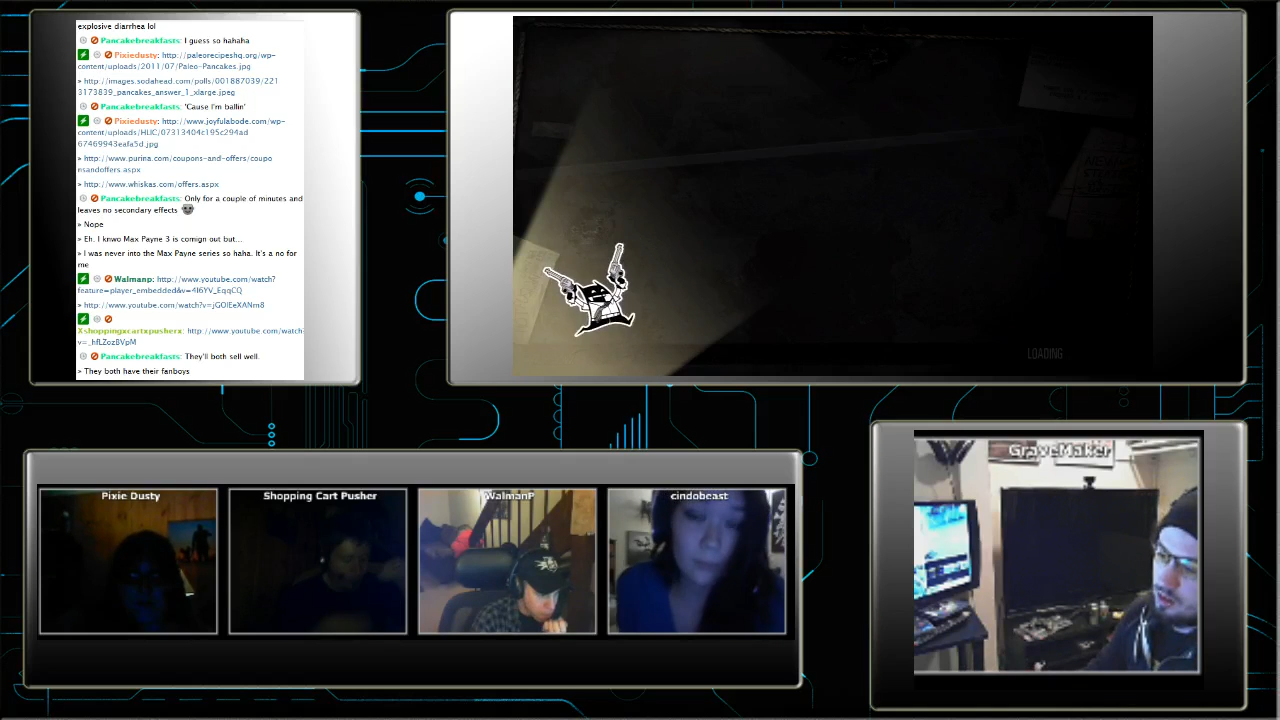 explosive diarrhea lol
Pancakebreakfasts: I guess so hahaha
Pixiedusty: http://paleorecipeshq.org/wp-
content/uploads/2011/07/Paleo-Pancakes.jpg
» http://images.sodahead.com/polls/001887039/221
3173839_pancakes_answer_1_xlarge.jpeg
Pancakebreakfasts: 'Cause I'm ballin'
Pixiedusty: http://www.joyfulabode.com/wp-
content/uploads/HLIC/07313404c195c294ad
67469943eafa5d.jpg
» http://www.purina.com/coupons-and-offers/coupo
nsandoffers.aspx
» http://www.whiskas.com/offers.aspx
Pancakebreakfasts: Only for a couple of minutes and
leaves no secondary effects
» Nope
» Eh. I knwo Max Payne 3 is comign out but...
» I was never into the Max Payne series so haha. It's a no for
me
Walmanp: http://www.youtube.com/watch?
feature=player_embedded&v=4I6YV_EqqCQ
» http://www.youtube.com/watch?v=jGOIEeXANm8
Xshoppingxcartxpusherx: http://www.youtube.com/watch
v=_hfLZozBVpM
Pancakebreakfasts: They'll both sell well.
» They both have their fanboys
LOADING
Pixie Dusty
Shopping Cart Pusher
WalmanP
cindobeast
GraveMaker